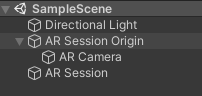 SampleScene
Directional Light
AR Session Origin
AR Camera
AR Session